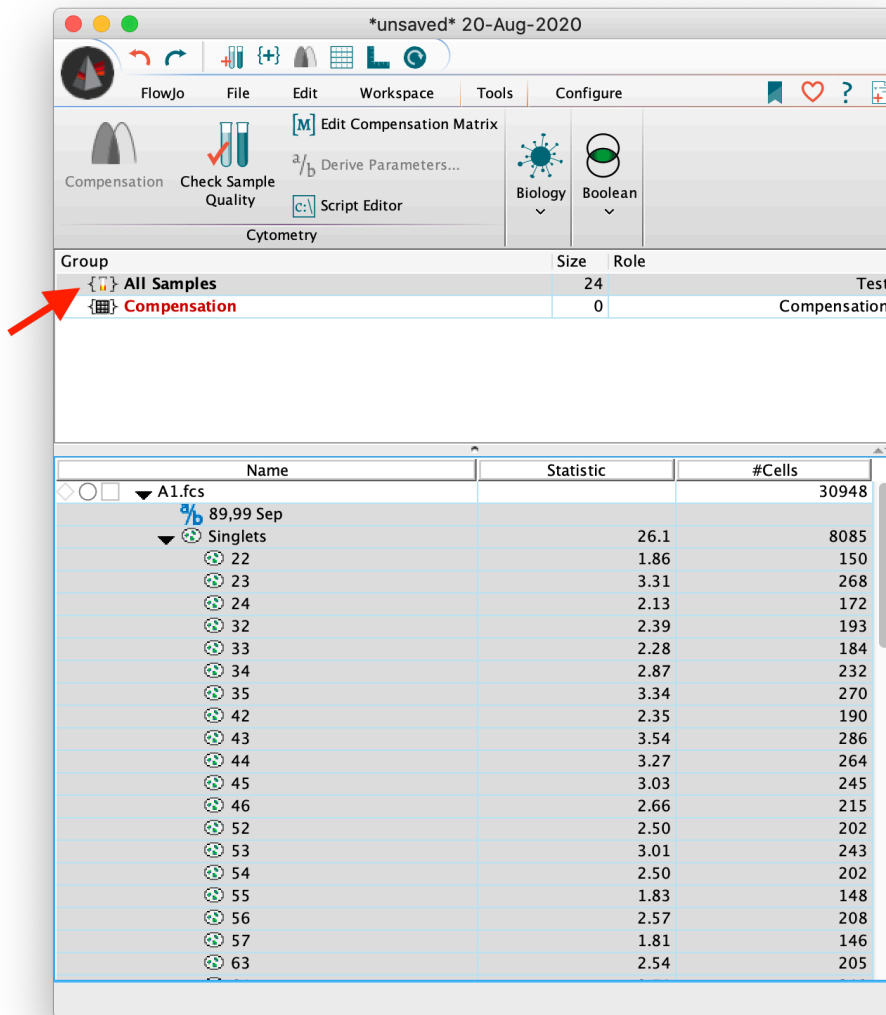 *unsaved* 20-Aug-2020
FlowJo File Edit Workspace Tools Configure ?
[M] Edit Compensation Matrix
a/b Derive Parameters...
c:\ Script Editor
Compensation
Check Sample
Quality
Biology
Boolean
Cytometry
Group Size Role
{ } All Samples 24 Test
{ } Compensation 0 Compensation
Name Statistic #Cells
A1.fcs 30948
a/b 89,99 Sep
Singlets 26.1 8085
22 1.86 150
23 3.31 268
24 2.13 172
32 2.39 193
33 2.28 184
34 2.87 232
35 3.34 270
42 2.35 190
43 3.54 286
44 3.27 264
45 3.03 245
46 2.66 215
52 2.50 202
53 3.01 243
54 2.50 202
55 1.83 148
56 2.57 208
57 1.81 146
63 2.54 205